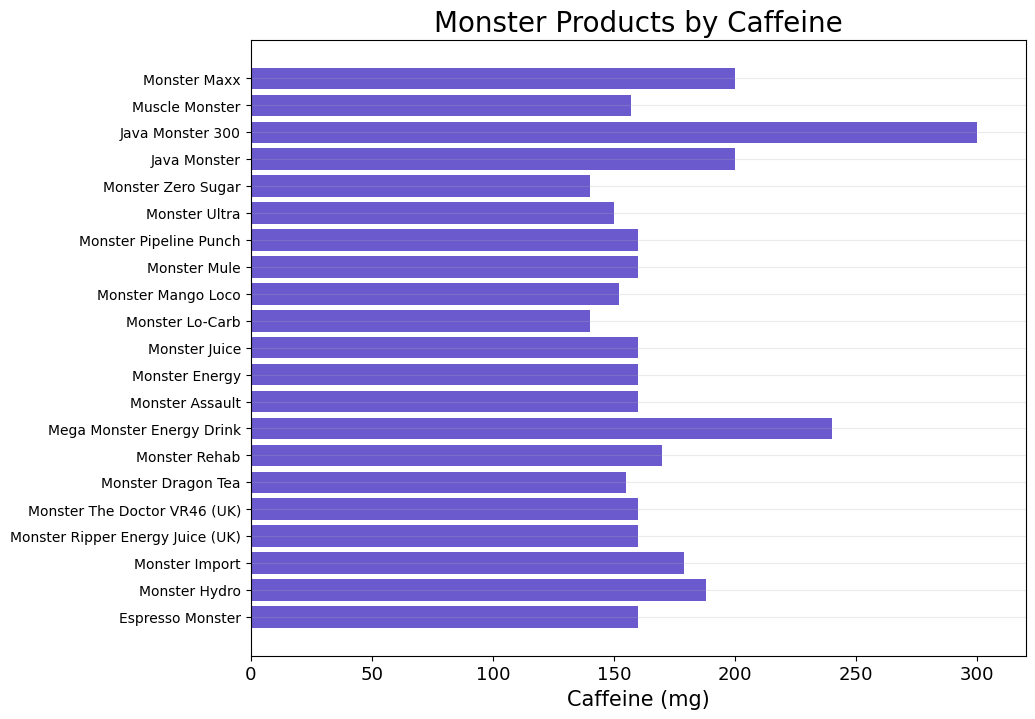 Monster Products by Caffeine
Monster Maxx
Muscle Monster
Java Monster 300
Java Monster
Monster Zero Sugar
Monster Ultra
Monster Pipeline Punch
Monster Mule
Monster Mango Loco
Monster Lo-Carb
Monster Juice
Monster Energy
Monster Assault
Mega Monster Energy Drink
Monster Rehab
Monster Dragon Tea
Monster The Doctor VR46 (UK)
Monster Ripper Energy Juice (UK)
Monster Import
Monster Hydro
Espresso Monster
0 50 100 150 200 250 300
Caffeine (mg)